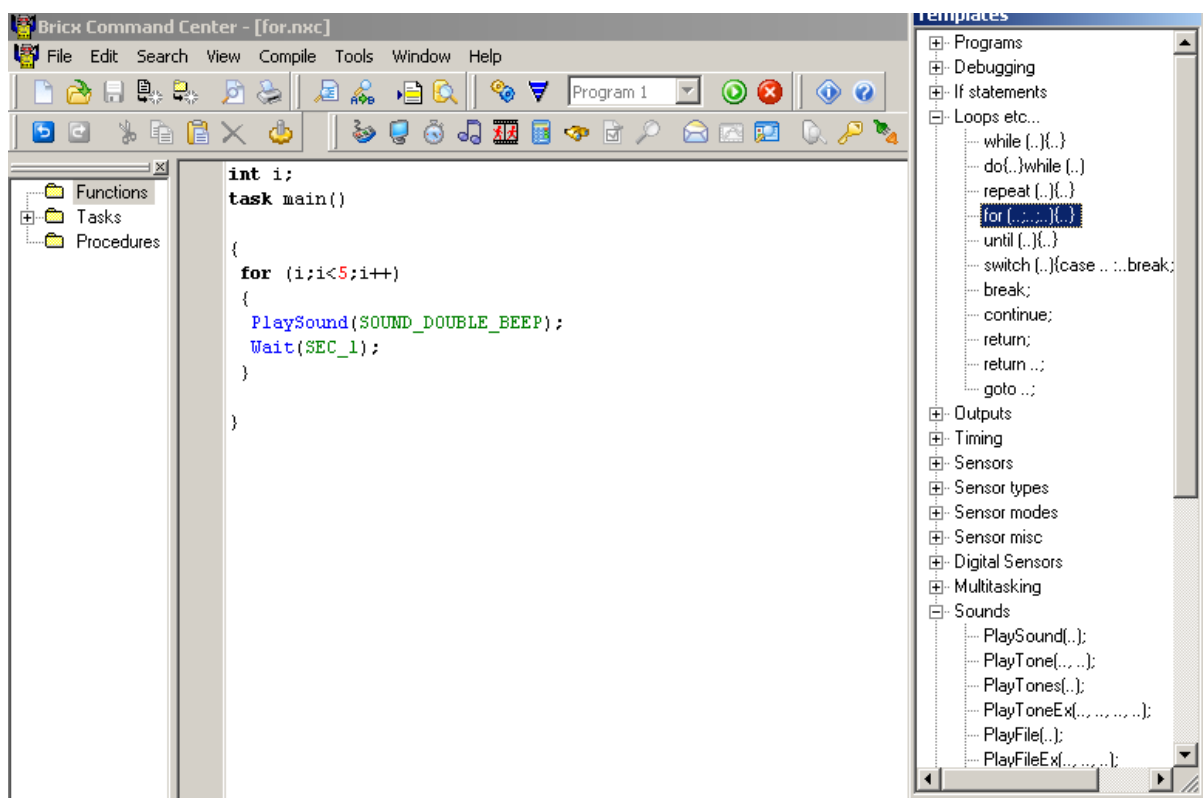 Bricx Command Center - [for.nxc]
File Edit Search View Compile Tools Window Help
Program 1
Functions
Tasks
Procedures
int i;
task main()
{
for (i;i<5;i++)
{
PlaySound(SOUND_DOUBLE_BEEP);
Wait(SEC_1);
}
}
Templates
Programs
Debugging
If statements
Loops etc...
while (..){..}
do{..}while (..)
repeat (..){..}
for (..;..;..){..}
until (..){..}
switch (..){case .. :..break;
break;
continue;
return;
return ..;
goto ..;
Outputs
Timing
Sensors
Sensor types
Sensor modes
Sensor misc
Digital Sensors
Multitasking
Sounds
PlaySound(..);
PlayTone(.., ..);
PlayTones(..);
PlayToneEx(.., .., .., ..);
PlayFile(..);
PlayFileEx(.., .., ..);